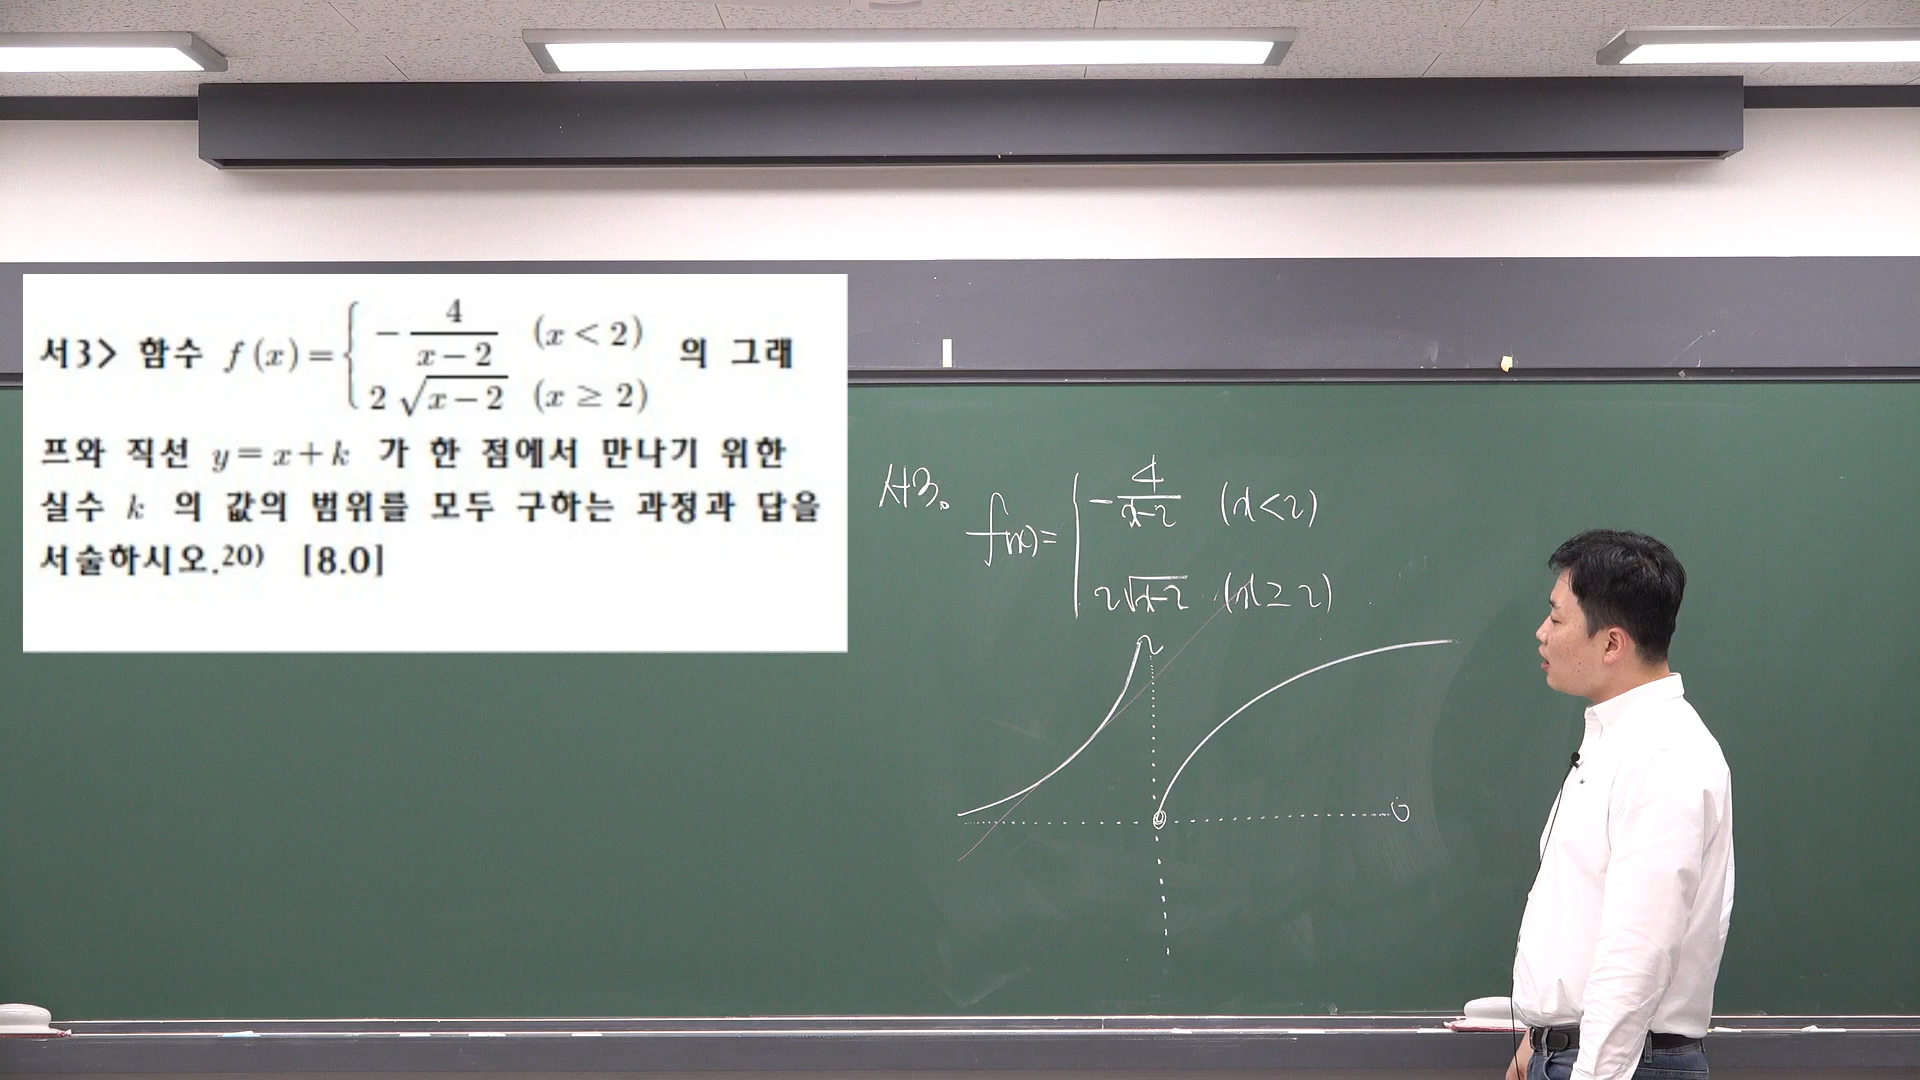 서3> 함수 f(x) = { -4/(x-2) (x < 2) 의 그래
2√(x-2) (x ≥ 2)
프와 직선 y = x + k 가 한 점에서 만나기 위한
실수 k 의 값의 범위를 모두 구하는 과정과 답을
서술하시오.20) [8.0]
서3.
f(x) = { -4/(x-2) (x<2)
2√(x-2) (x≥2)
2
0